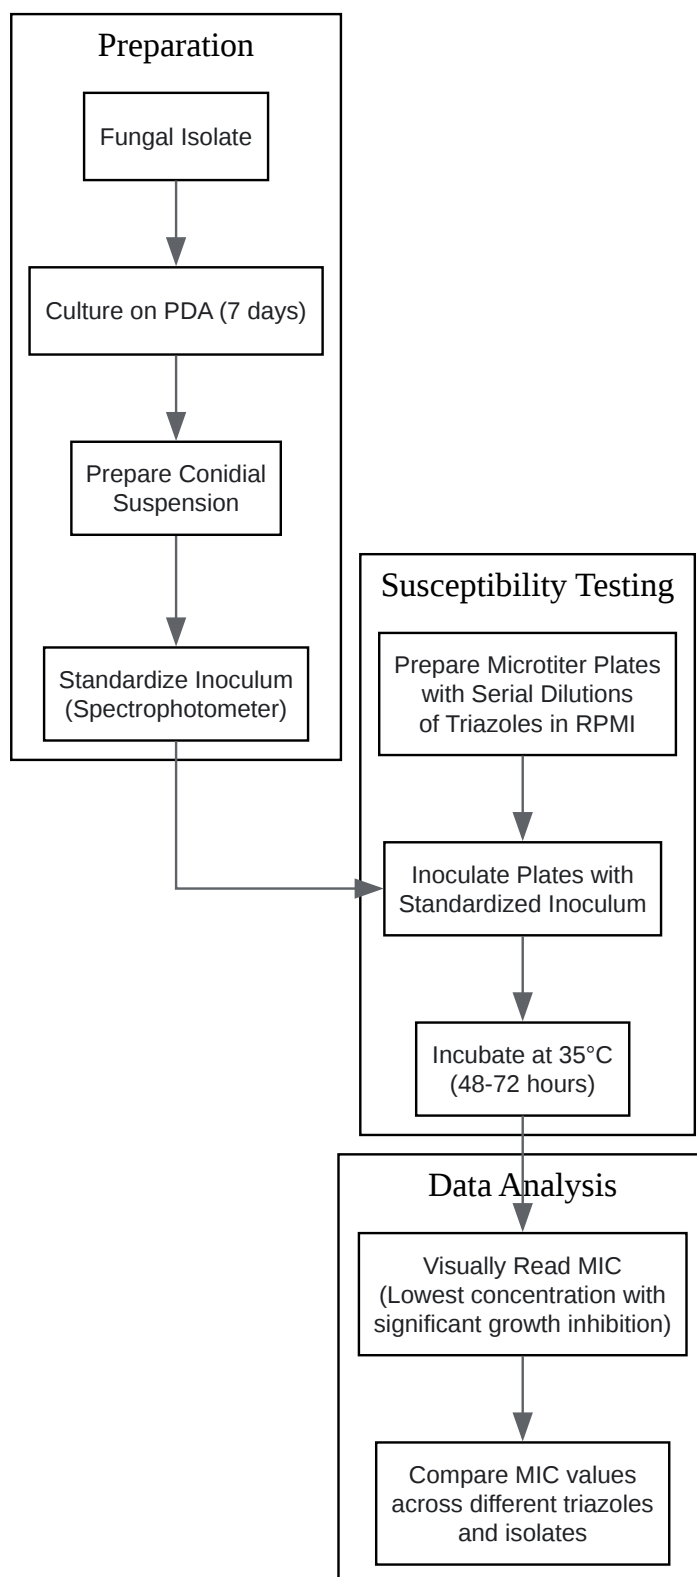 Preparation
Fungal Isolate
Culture on PDA (7 days)
Prepare Conidial
Suspension
Standardize Inoculum
(Spectrophotometer)
Susceptibility Testing
Prepare Microtiter Plates
with Serial Dilutions
of Triazoles in RPMI
Inoculate Plates with
Standardized Inoculum
Incubate at 35°C
(48-72 hours)
Data Analysis
Visually Read MIC
(Lowest concentration with
significant growth inhibition)
Compare MIC values
across different triazoles
and isolates